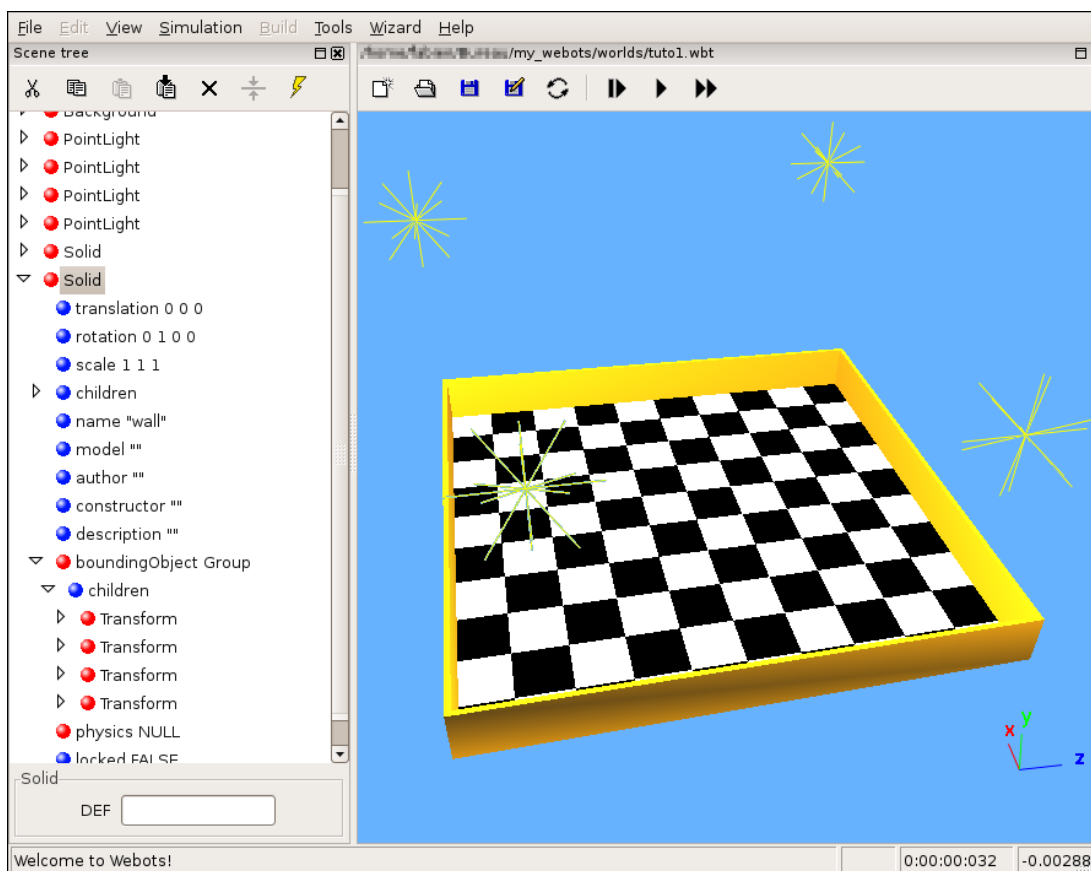 File Edit View Simulation Build Tools Wizard Help
Scene tree
/my_webots/worlds/tuto1.wbt
Background
PointLight
PointLight
PointLight
PointLight
Solid
Solid
translation 0 0 0
rotation 0 1 0 0
scale 1 1 1
children
name "wall"
model ""
author ""
constructor ""
description ""
boundingObject Group
children
Transform
Transform
Transform
Transform
physics NULL
locked FALSE
Solid
DEF
x
y
z
Welcome to Webots!
0:00:00:032
-0.00288